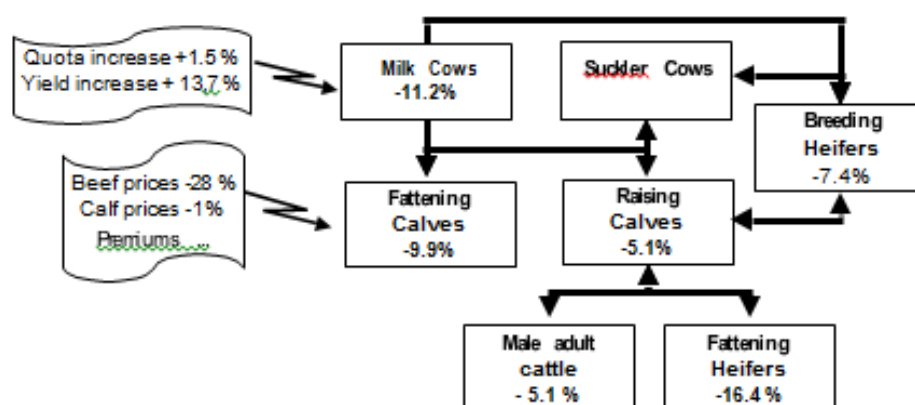 Quota increase +1.5 %
Yield increase + 13,7 %
Milk Cows
-11.2%
Suckler Cows
Breeding
Heifers
-7.4%
Beef prices -28 %
Calf prices -1%
Premiums ...
Fattening
Calves
-9.9%
Raising
Calves
-5.1%
Male adult
cattle
- 5.1 %
Fattening
Heifers
-16.4%